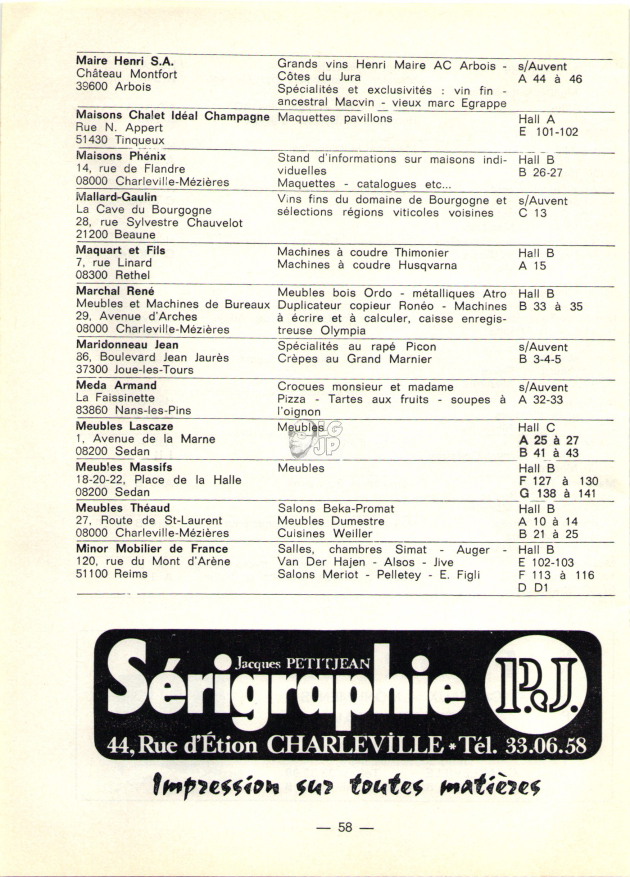 Maire Henri S.A.
Château Montfort
39600 Arbois
Grands vins Henri Maire AC Arbois -
Côtes du Jura
Spécialités et exclusivités : vin fin -
ancestral Macvin - vieux marc Egrappe
s/Auvent
A 44 à 46
Maisons Chalet Idéal Champagne
Rue N. Appert
51430 Tinqueux
Maquettes pavillons
Hall A
E 101-102
Maisons Phénix
14, rue de Flandre
08000 Charleville-Mézières
Stand d'informations sur maisons indi-
viduelles
Maquettes - catalogues etc...
Hall B
B 26-27
Mallard-Gaulin
La Cave du Bourgogne
28, rue Sylvestre Chauvelot
21200 Beaune
Vins fins du domaine de Bourgogne et
sélections régions viticoles voisines
s/Auvent
C 13
Maquart et Fils
7, rue Linard
08300 Rethel
Machines à coudre Thimonier
Machines à coudre Husqvarna
Hall B
A 15
Marchal René
Meubles et Machines de Bureaux
29, Avenue d'Arches
08000 Charleville-Mézières
Meubles bois Ordo - métalliques Atro
Duplicateur copieur Ronéo - Machines
à écrire et à calculer, caisse enregis-
treuse Olympia
Hall B
B 33 à 35
Maridonneau Jean
86, Boulevard Jean Jaurès
37300 Joue-les-Tours
Spécialités au rapé Picon
Crèpes au Grand Marnier
s/Auvent
B 3-4-5
Meda Armand
La Faissinette
83860 Nans-les-Pins
Crocues monsieur et madame
Pizza - Tartes aux fruits - soupes à
l'oignon
s/Auvent
A 32-33
Meubles Lascaze
1, Avenue de la Marne
08200 Sedan
Meubles
Hall C
A 25 à 27
B 41 à 43
LGJP
Meubles Massifs
18-20-22, Place de la Halle
08200 Sedan
Meubles
Hall B
F 127 à 130
G 138 à 141
Meubles Théaud
27, Route de St-Laurent
08000 Charleville-Mézières
Salons Beka-Promat
Meubles Dumestre
Cuisines Weiller
Hall B
A 10 à 14
B 21 à 25
Minor Mobilier de France
120, rue du Mont d'Arène
51100 Reims
Salles, chambres Simat - Auger -
Van Der Hajen - Alsos - Jive
Salons Meriot - Pelletey - E. Figli
Hall B
E 102-103
F 113 à 116
D D1
Jacques PETITJEAN
Sérigraphie
P.J.
44, Rue d'Étion CHARLEVILLE * Tél. 33.06.58
Impression sur toutes matières
— 58 —